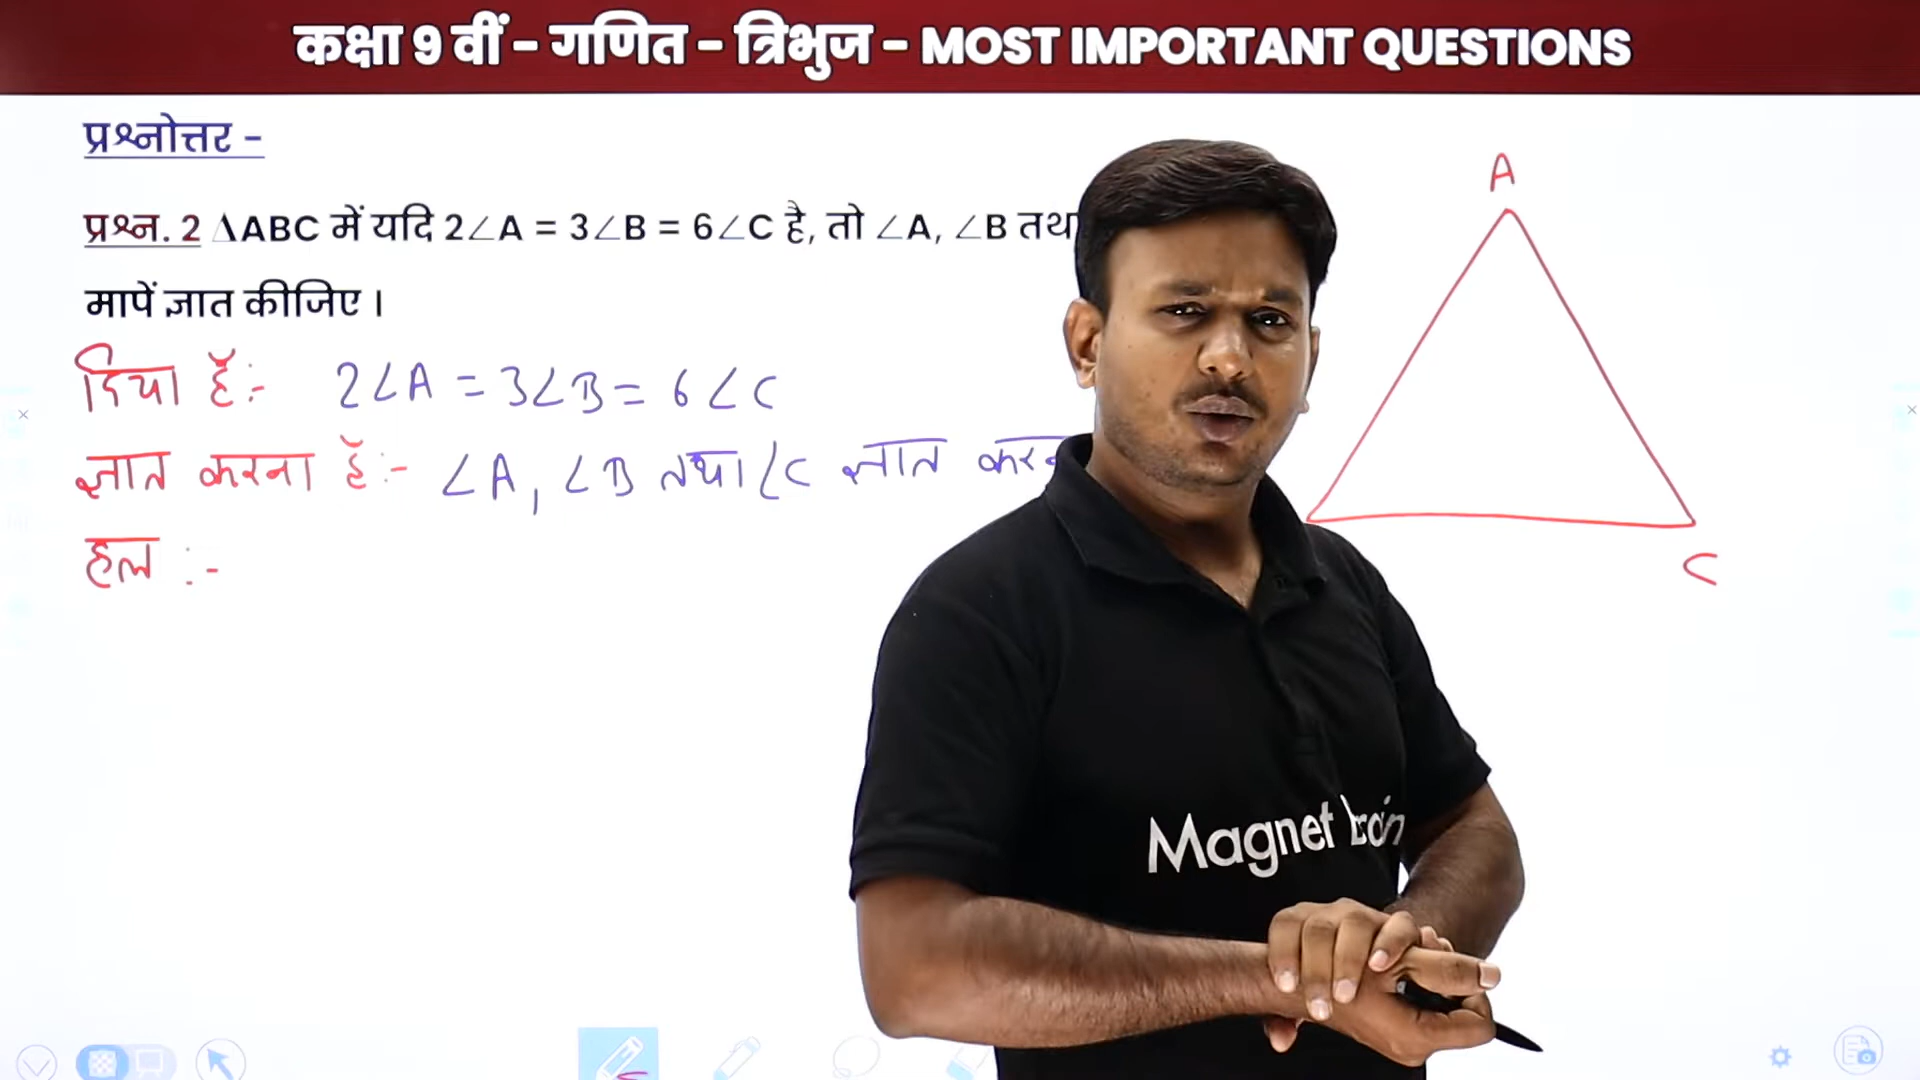 कक्षा 9 वीं - गणित - त्रिभुज - MOST IMPORTANT QUESTIONS
प्रश्नोत्तर -
प्रश्न. 2 ΔABC में यदि 2∠A = 3∠B = 6∠C है, तो ∠A, ∠B तथा
मापें ज्ञात कीजिए ।
दिया है:- 2∠A = 3∠B = 6∠C
ज्ञात करना है:- ∠A, ∠B तथा ∠C ज्ञात
हल :-
A
C
Magnet brain